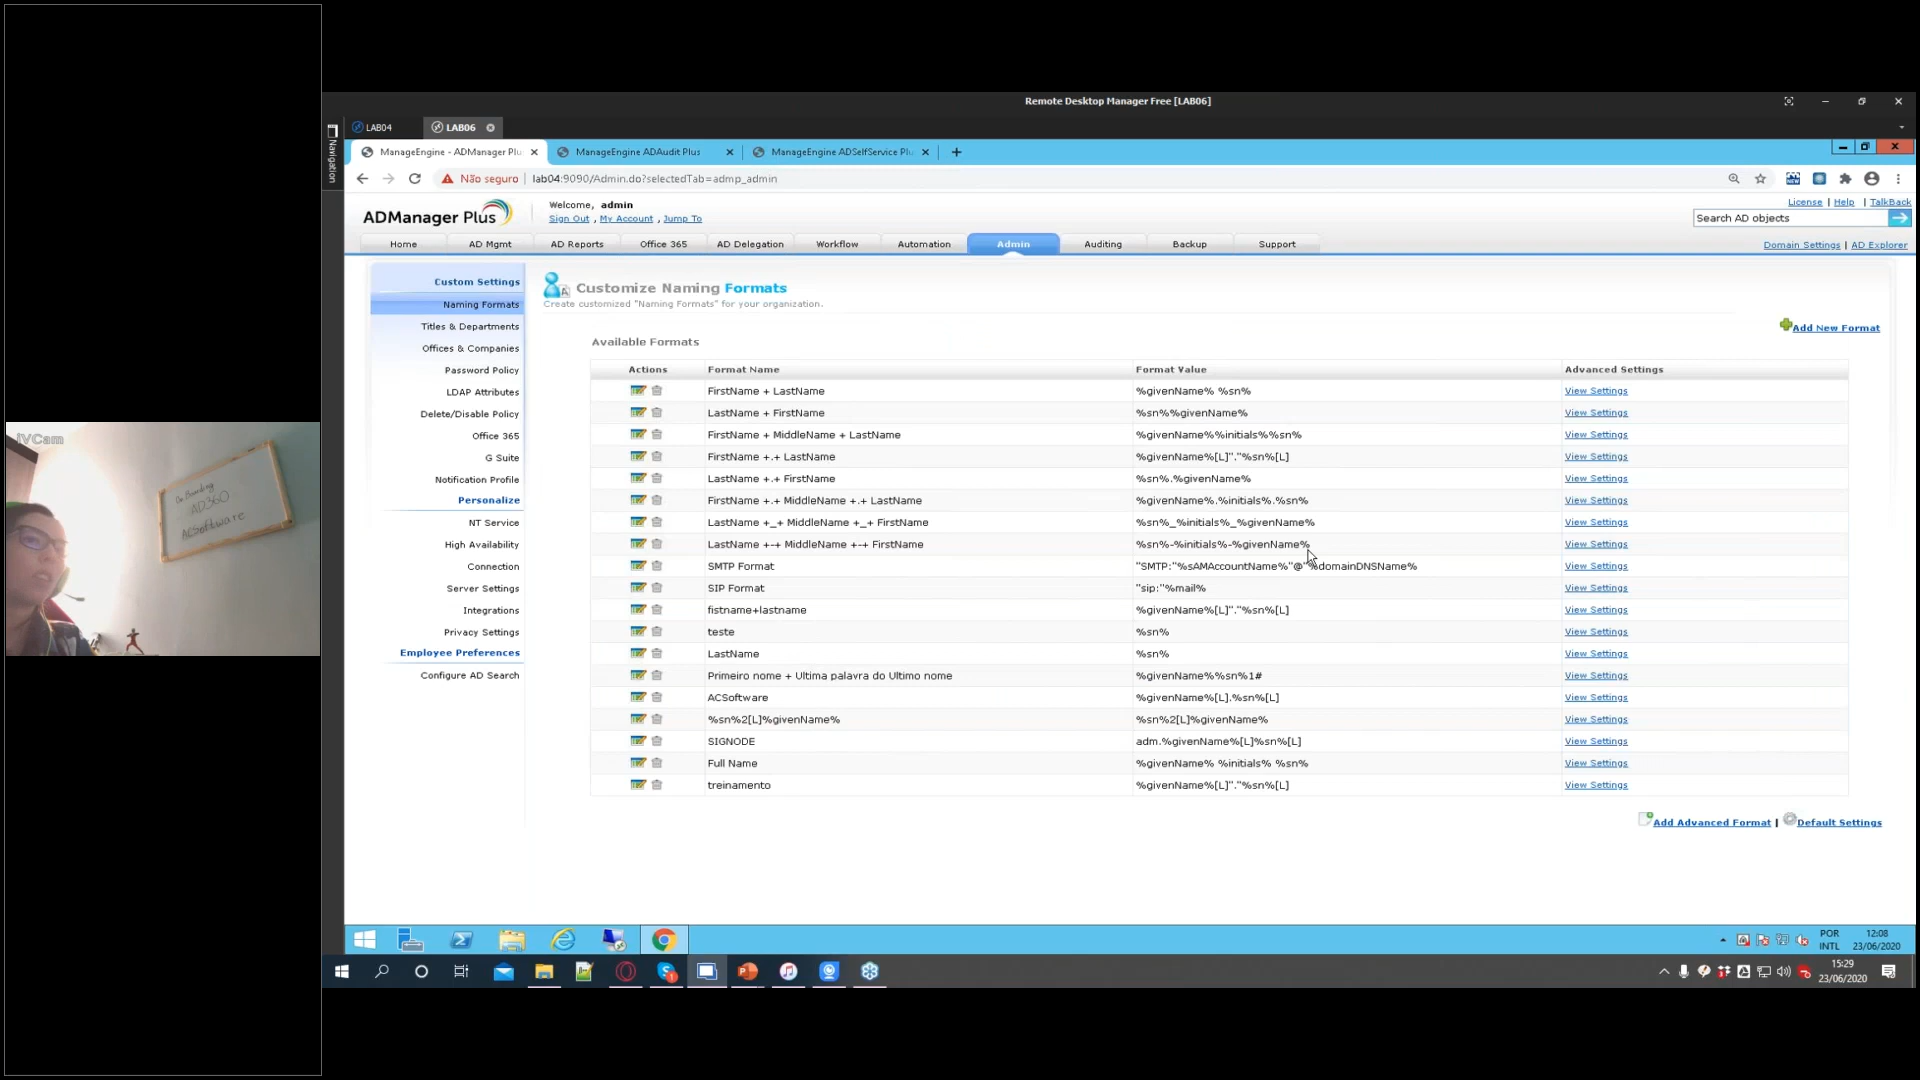 iVCam
On Boarding
AD360
ACSoftware
Remote Desktop Manager Free [LAB06]
LAB04
LAB06
Navigation
ManageEngine - ADManager Plu
ManageEngine ADAudit Plus
ManageEngine ADSelfService Plu
Não seguro
lab04:9090/Admin.do?selectedTab=admp_admin
ADManager Plus
Welcome, admin
Sign Out , My Account , Jump To
License | Help | TalkBack
Search AD objects
Home
AD Mgmt
AD Reports
Office 365
AD Delegation
Workflow
Automation
Admin
Auditing
Backup
Support
Domain Settings | AD Explorer
Custom Settings
Naming Formats
Titles & Departments
Offices & Companies
Password Policy
LDAP Attributes
Delete/Disable Policy
Office 365
G Suite
Notification Profile
Personalize
NT Service
High Availability
Connection
Server Settings
Integrations
Privacy Settings
Employee Preferences
Configure AD Search
Customize Naming Formats
Create customized "Naming Formats" for your organization.
Add New Format
Available Formats
Actions Format Name Format Value Advanced Settings
FirstName + LastName %givenName% %sn% View Settings
LastName + FirstName %sn%%givenName% View Settings
FirstName + MiddleName + LastName %givenName%%initials%%sn% View Settings
FirstName +.+ LastName %givenName%[L]"."%sn%[L] View Settings
LastName +.+ FirstName %sn%.%givenName% View Settings
FirstName +.+ MiddleName +.+ LastName %givenName%.%initials%.%sn% View Settings
LastName +_+ MiddleName +_+ FirstName %sn%_%initials%_%givenName% View Settings
LastName +-+ MiddleName +-+ FirstName %sn%-%initials%-%givenName% View Settings
SMTP Format "SMTP:"%sAMAccountName%"@"%domainDNSName% View Settings
SIP Format "sip:"%mail% View Settings
fistname+lastname %givenName%[L]"."%sn%[L] View Settings
teste %sn% View Settings
LastName %sn% View Settings
Primeiro nome + Ultima palavra do Ultimo nome %givenName%%sn%1# View Settings
ACSoftware %givenName%[L].%sn%[L] View Settings
%sn%2[L]%givenName% %sn%2[L]%givenName% View Settings
SIGNODE adm.%givenName%[L]%sn%[L] View Settings
Full Name %givenName% %initials% %sn% View Settings
treinamento %givenName%[L]"."%sn%[L] View Settings
Add Advanced Format | Default Settings
POR
INTL
12:08
23/06/2020
15:29
23/06/2020